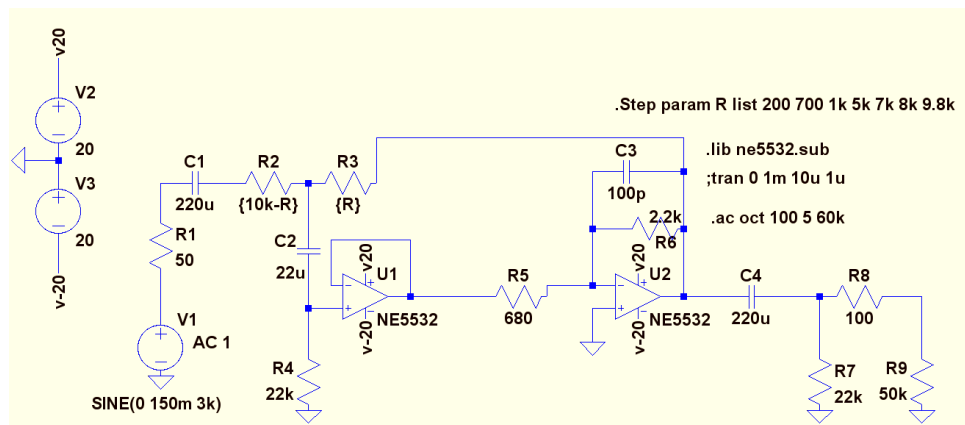 v20
V2
20
V3
20
v-20
.Step param R list 200 700 1k 5k 7k 8k 9.8k
.lib ne5532.sub
;tran 0 1m 10u 1u
.ac oct 100 5 60k
C1
220u
R2
{10k-R}
R3
{R}
R1
50
V1
AC 1
SINE(0 150m 3k)
C2
22u
R4
22k
v20
U1
NE5532
v-20
R5
680
C3
100p
2.2k
R6
v20
U2
NE5532
v-20
C4
220u
R8
100
R7
22k
R9
50k